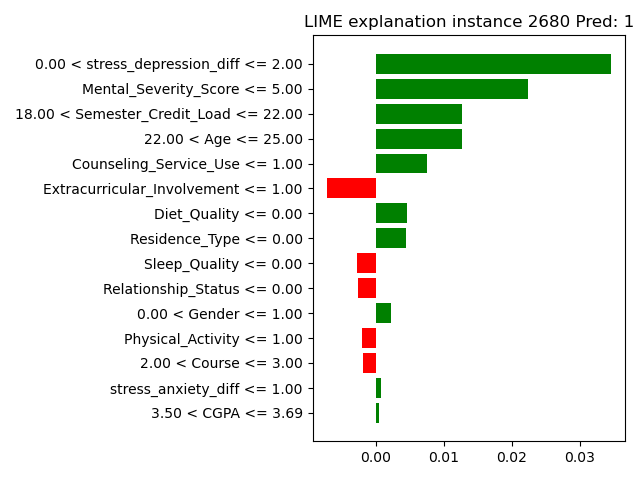 LIME explanation instance 2680 Pred: 1
0.00 < stress_depression_diff <= 2.00
Mental_Severity_Score <= 5.00
18.00 < Semester_Credit_Load <= 22.00
22.00 < Age <= 25.00
Counseling_Service_Use <= 1.00
Extracurricular_Involvement <= 1.00
Diet_Quality <= 0.00
Residence_Type <= 0.00
Sleep_Quality <= 0.00
Relationship_Status <= 0.00
0.00 < Gender <= 1.00
Physical_Activity <= 1.00
2.00 < Course <= 3.00
stress_anxiety_diff <= 1.00
3.50 < CGPA <= 3.69
0.00 0.01 0.02 0.03